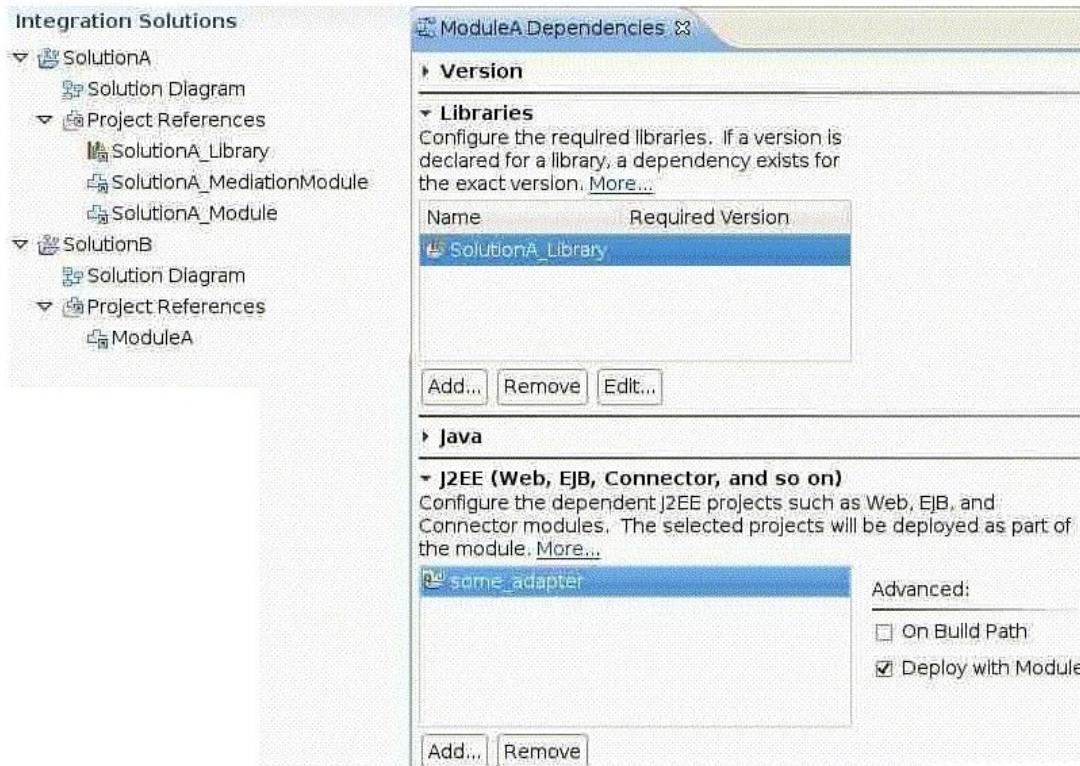 Integration Solutions
SolutionA
Solution Diagram
Project References
SolutionA_Library
SolutionA_MediationModule
SolutionA_Module
SolutionB
Solution Diagram
Project References
ModuleA
ModuleA Dependencies
Version
Libraries
Configure the required libraries. If a version is
declared for a library, a dependency exists for
the exact version. More...
Name Required Version
SolutionA_Library
Add... Remove Edit...
Java
J2EE (Web, EJB, Connector, and so on)
Configure the dependent J2EE projects such as Web, EJB, and
Connector modules. The selected projects will be deployed as part of
the module. More...
some_adapter
Advanced:
On Build Path
Deploy with Module
Add... Remove